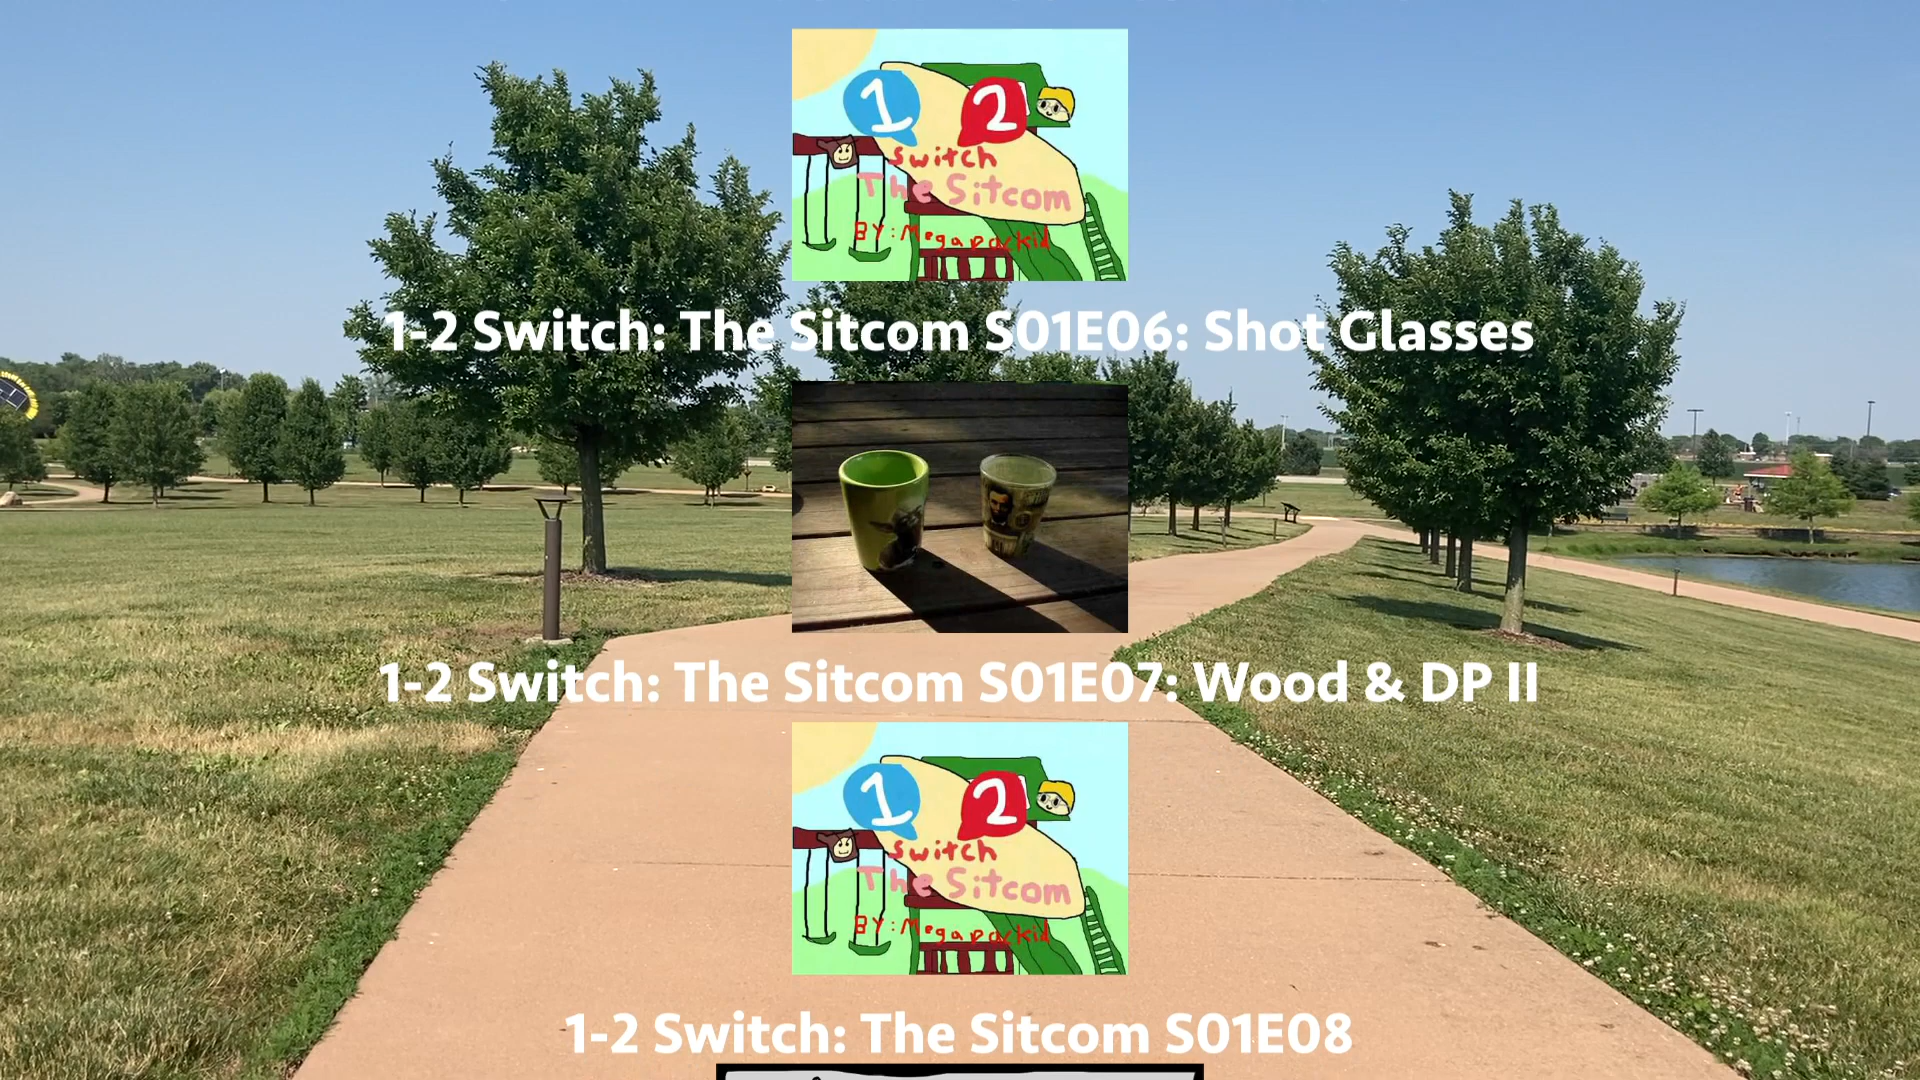 1 2
switch
The Sitcom
BY: Megaparkid
1-2 Switch: The Sitcom S01E06: Shot Glasses
1-2 Switch: The Sitcom S01E07: Wood & DP II
1 2
switch
The Sitcom
BY: Megaparkid
1-2 Switch: The Sitcom S01E08